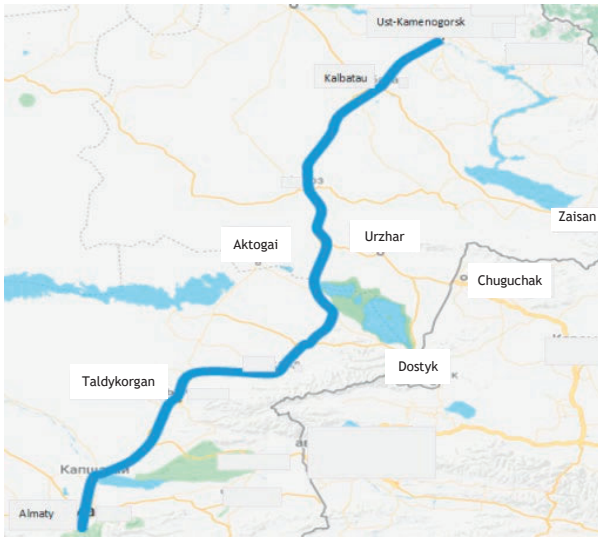 Ust-Kamenogorsk
Kalbatau
Zaisan
Urzhar
Aktogai
Chuguchak
Dostyk
Taldykorgan
Almaty